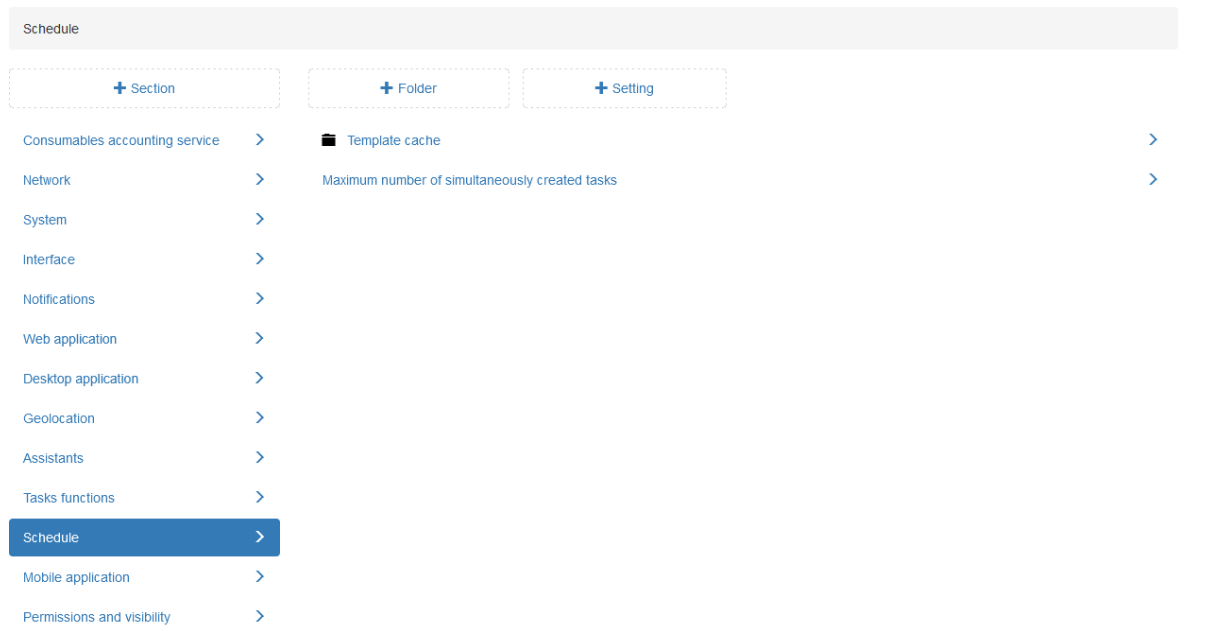 Schedule
Section
Folder
Setting
Consumables accounting service
Network
System
Interface
Notifications
Web application
Desktop application
Geolocation
Assistants
Tasks functions
Schedule
Mobile application
Permissions and visibility
Template cache
Maximum number of simultaneously created tasks